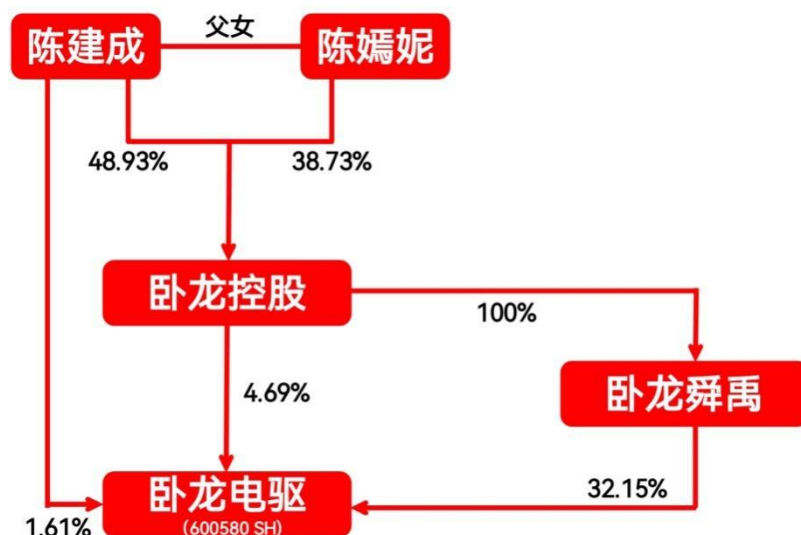 父女
陈建成
陈嫣妮
48.93%
38.73%
卧龙控股
100%
4.69%
卧龙舜禹
卧龙电驱
(600580 SH)
32.15%
1.61%